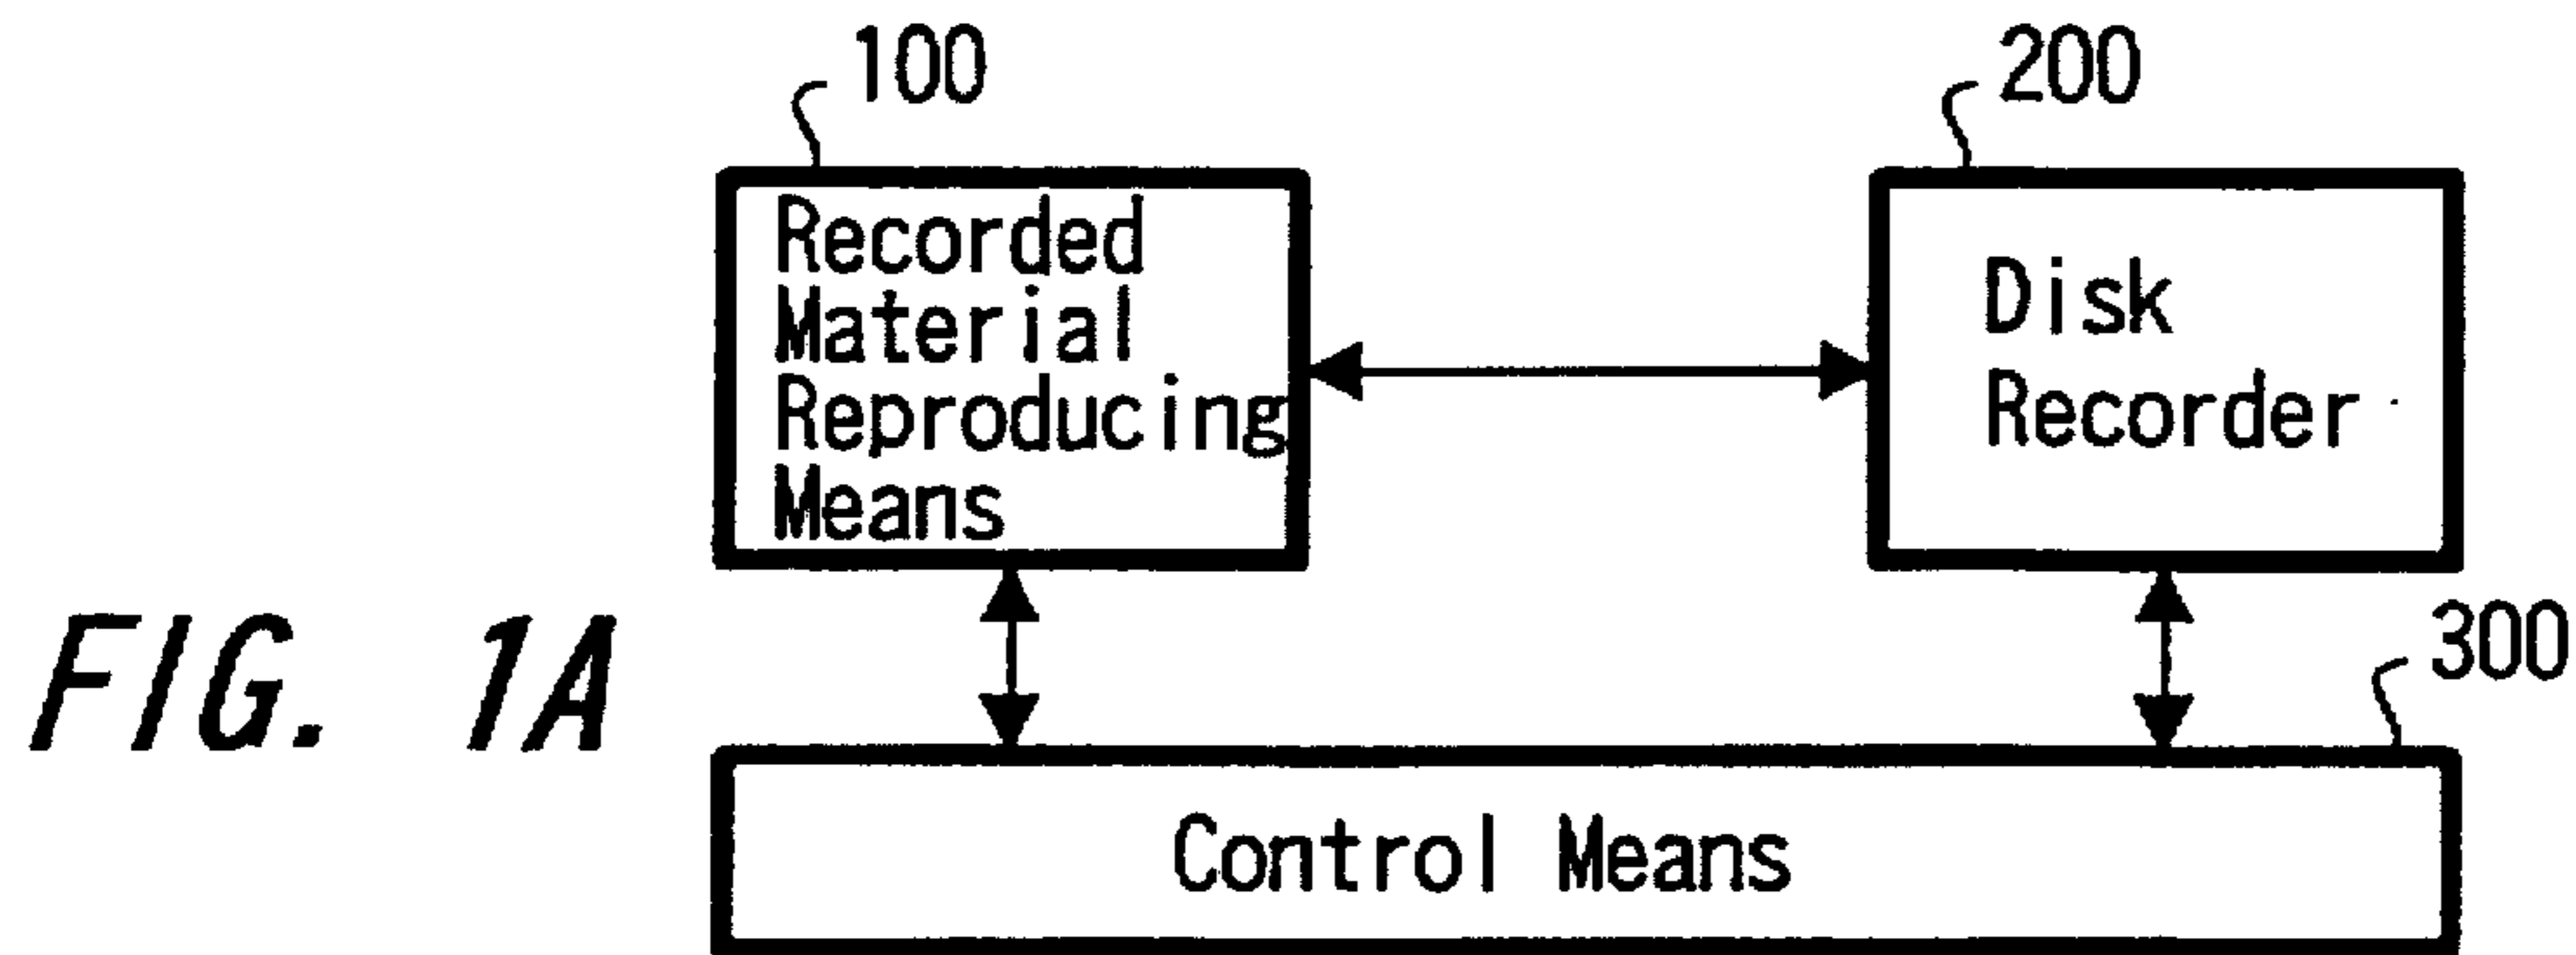 100
200
Recorded
Material
Reproducing
Means
Disk
Recorder
300
FIG. 1A
Control Means